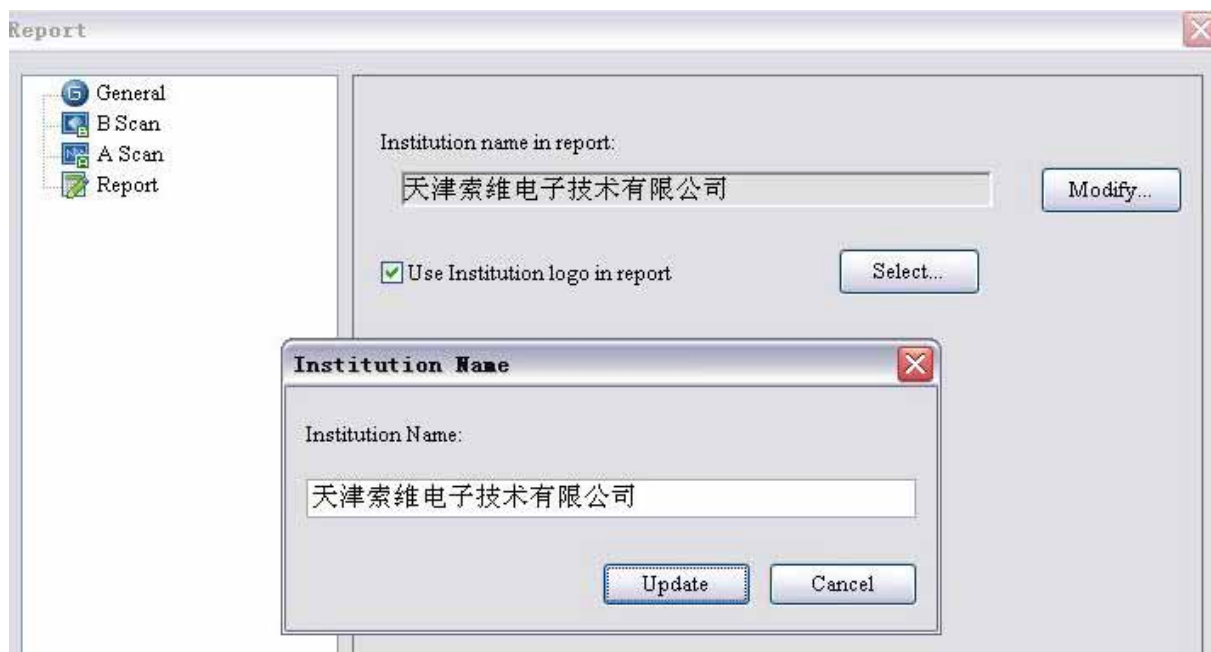 Report
General
B Scan
A Scan
Report
Institution name in report:
天津索维电子技术有限公司
Modify...
Use Institution logo in report
Select...
Institution Name
Institution Name:
天津索维电子技术有限公司
Update
Cancel